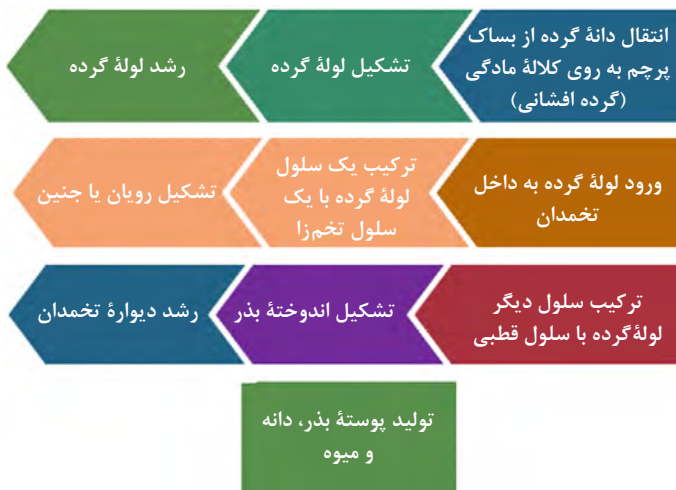 انتقال دانهٔ گرده از بساک
پرچم به روی کلالهٔ مادگی
(گرده افشانی)
تشکیل لولهٔ گرده
رشد لولهٔ گرده
ورود لولهٔ گرده به داخل
تخمدان
ترکیب یک سلول
لولهٔ گرده با یک
سلول تخم‌زا
تشکیل رویان یا جنین
ترکیب سلول دیگر
لولهٔ‌گرده با سلول قطبی
تشکیل اندوختهٔ بذر
رشد دیوارهٔ تخمدان
تولید پوستهٔ بذر، دانه
و میوه